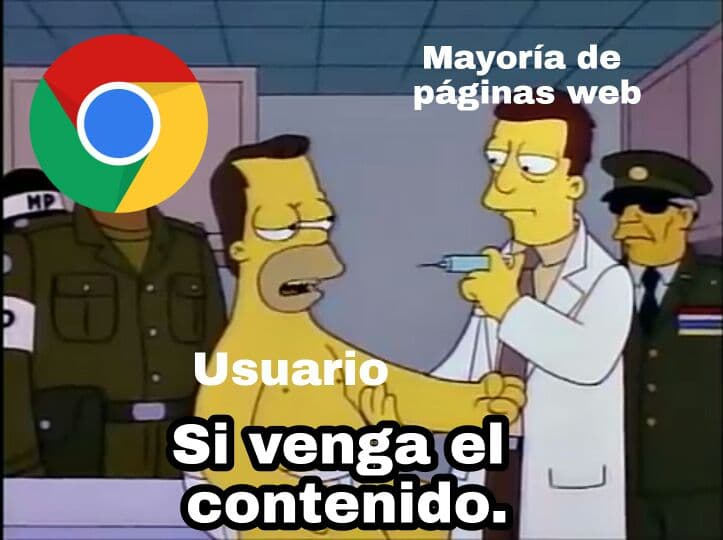 Mayoría de
páginas web
MP
Usuario
Si venga el
contenido.